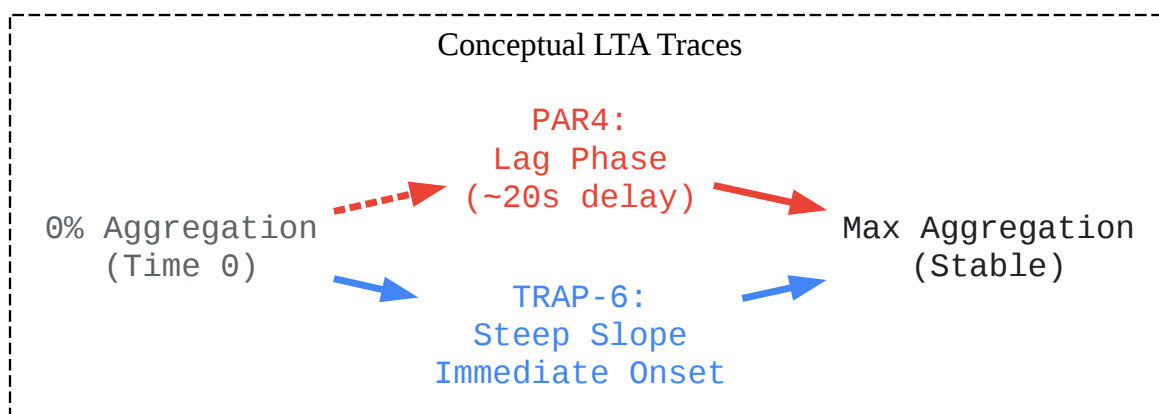 Conceptual LTA Traces
PAR4:
Lag Phase
(~20s delay)
0% Aggregation
(Time 0)
Max Aggregation
(Stable)
TRAP-6:
Steep Slope
Immediate Onset